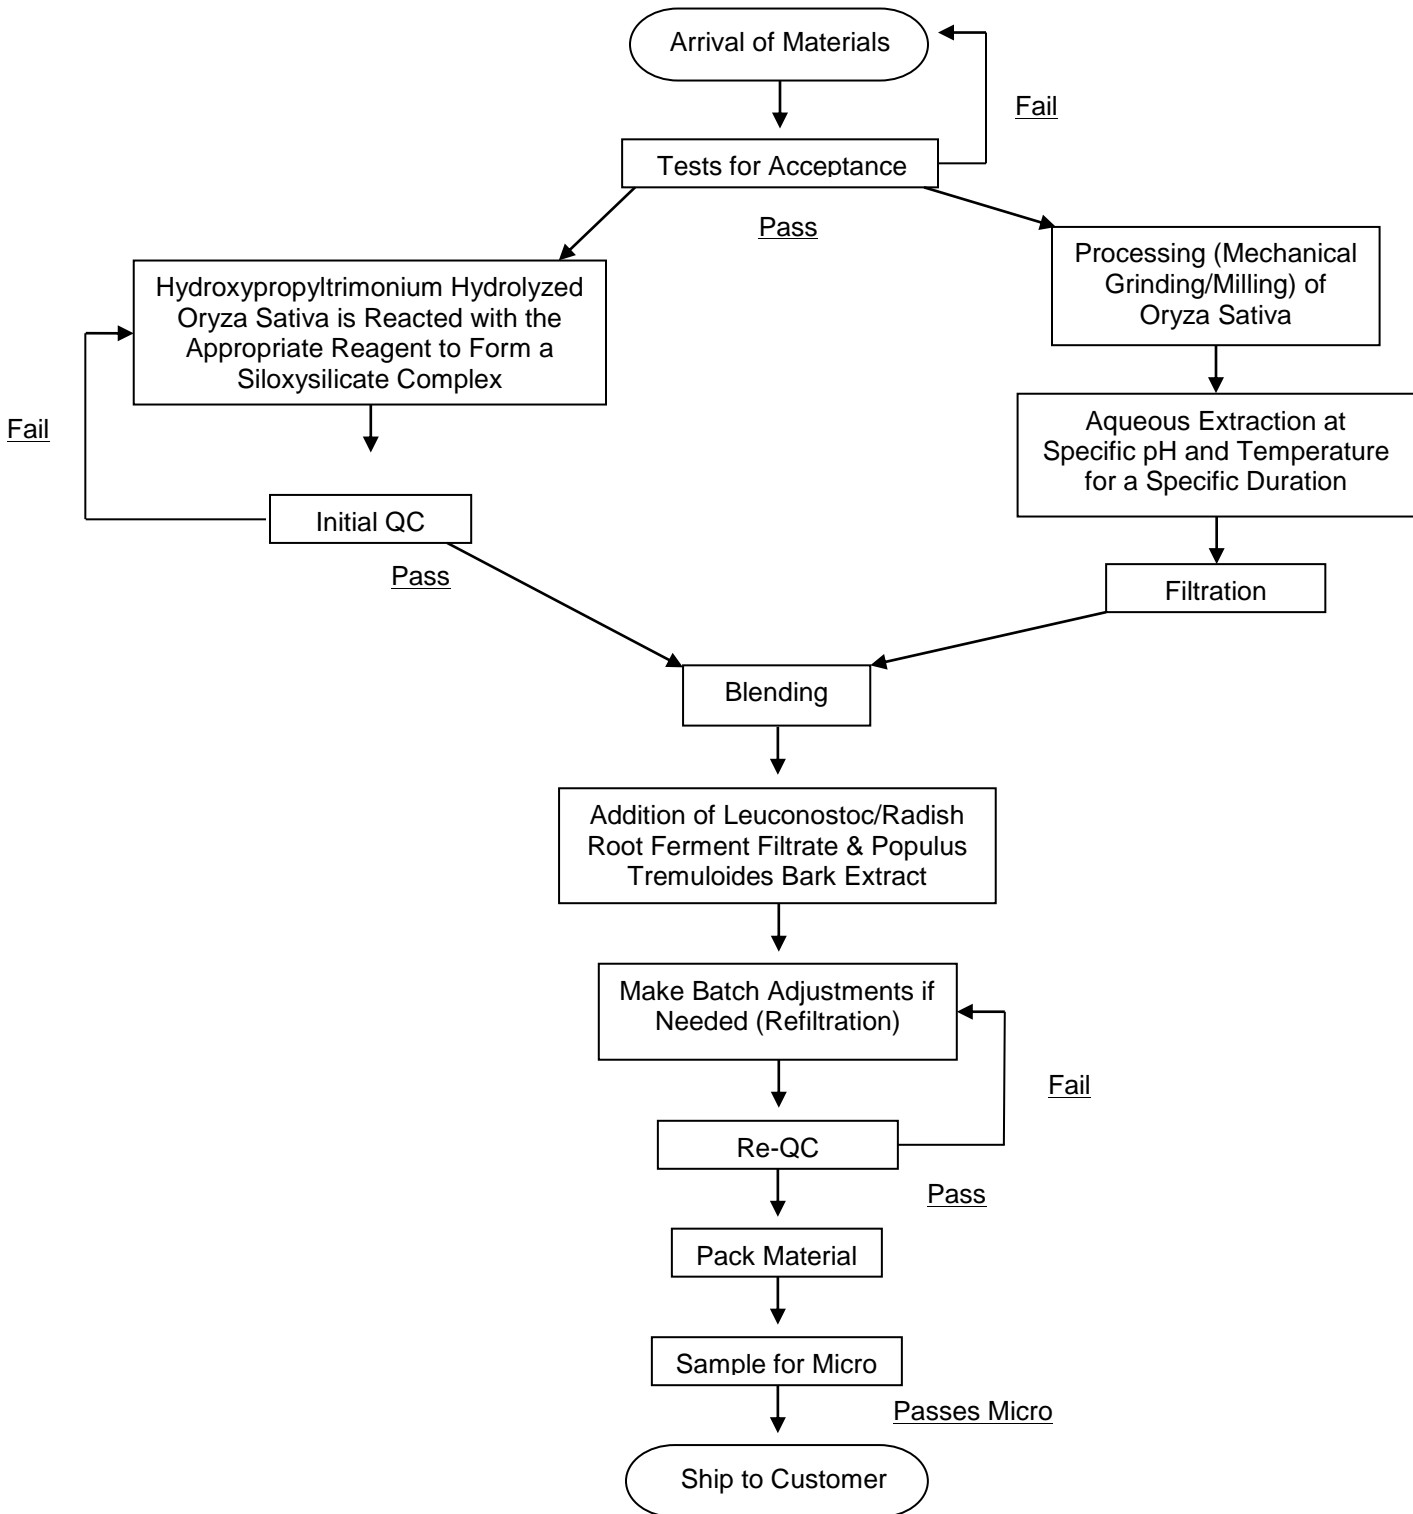 Arrival of Materials
Fail
Tests for Acceptance
Pass
Processing (Mechanical
Grinding/Milling) of
Oryza Sativa
Hydroxypropyltrimonium Hydrolyzed
Oryza Sativa is Reacted with the
Appropriate Reagent to Form a
Siloxysilicate Complex
Fail
Aqueous Extraction at
Specific pH and Temperature
for a Specific Duration
Initial QC
Pass
Filtration
Blending
Addition of Leuconostoc/Radish
Root Ferment Filtrate & Populus
Tremuloides Bark Extract
Make Batch Adjustments if
Needed (Refiltration)
Fail
Re-QC
Pass
Pack Material
Sample for Micro
Passes Micro
Ship to Customer